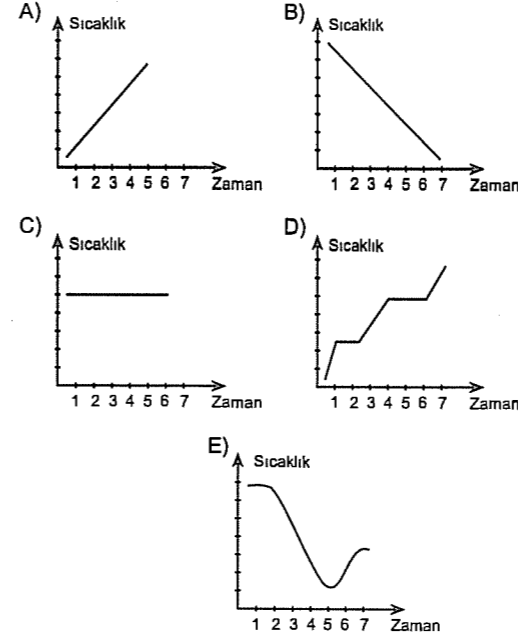 A) Sıcaklık
1 2 3 4 5 6 7 Zaman
B) Sıcaklık
1 2 3 4 5 6 7 Zaman
C) Sıcaklık
1 2 3 4 5 6 7 Zaman
D) Sıcaklık
1 2 3 4 5 6 7 Zaman
E) Sıcaklık
1 2 3 4 5 6 7 Zaman